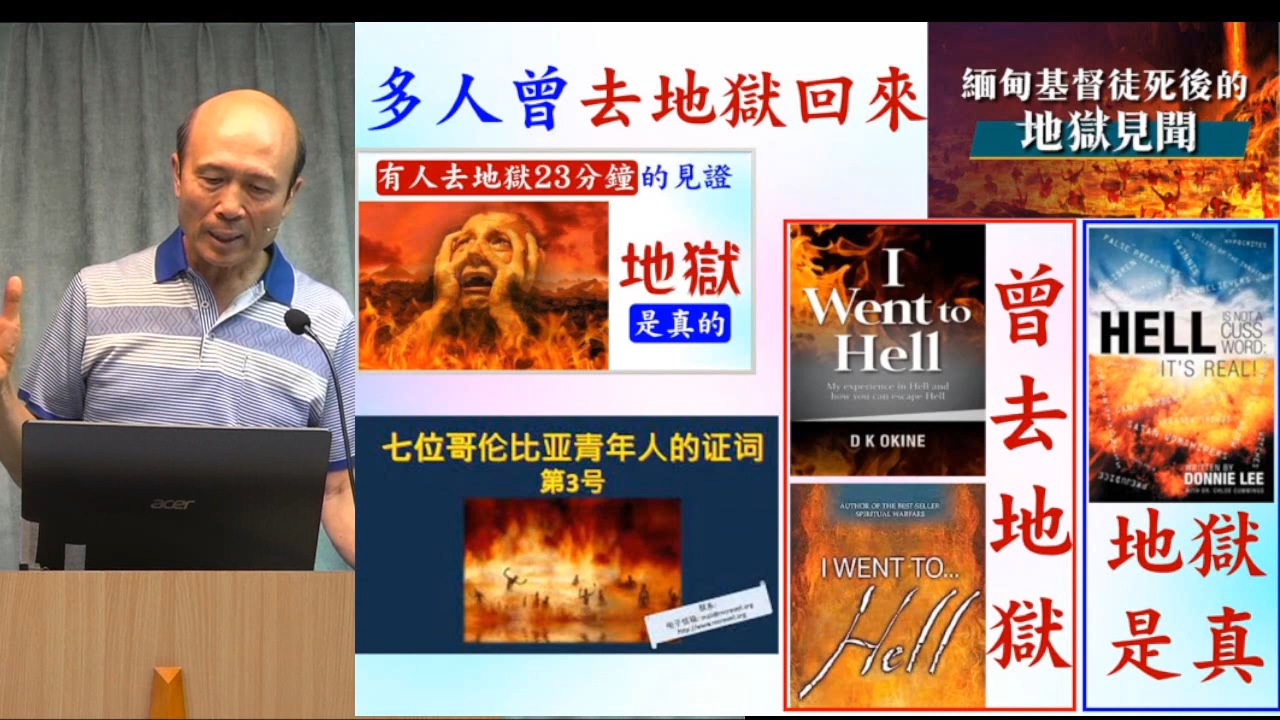 多人曾去地獄回來
緬甸基督徒死後的
地獄見聞
有人去地獄23分鐘的見證
地獄
是真的
I
Went to
Hell
My experience in Hell and
how you can escape Hell
D K OKINE
曾去地獄
HELL
IS NOT A
CUSS
WORD:
IT'S REAL!
WRITTEN BY
DONNIE LEE
WITH DR. CHLOE CUMMINGS
七位哥伦比亚青年人的证词
第3号
AUTHOR OF THE BEST-SELLER
SPIRITUAL WARFARE
I WENT TO...
Hell
地獄
是真
acer